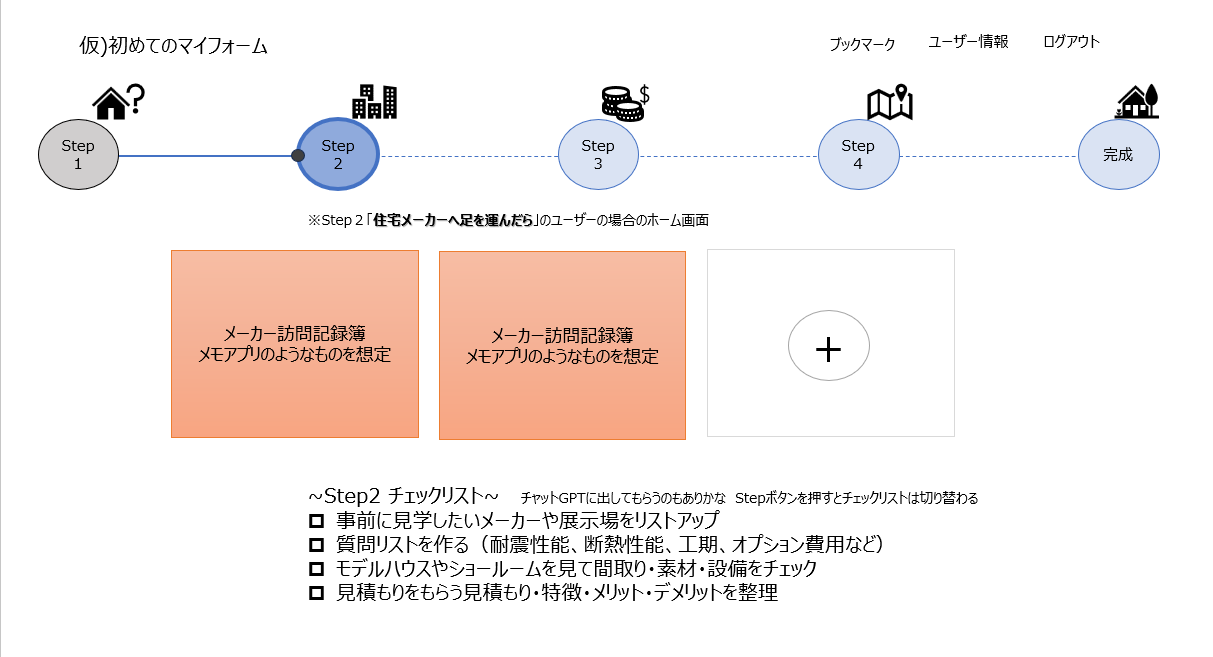 仮)初めてのマイフォーム
ブックマーク
ユーザー情報
ログアウト
?
$
Step
1
Step
2
Step
3
Step
4
完成
※Step２「住宅メーカーへ足を運んだら」のユーザーの場合のホーム画面
メーカー訪問記録簿
メモアプリのようなものを想定
メーカー訪問記録簿
メモアプリのようなものを想定
+
~Step2 チェックリスト~ チャットGPTに出してもらうのもありかな Stepボタンを押すとチェックリストは切り替わる
事前に見学したいメーカーや展示場をリストアップ
質問リストを作る（耐震性能、断熱性能、工期、オプション費用など）
モデルハウスやショールームを見て間取り・素材・設備をチェック
見積もりをもらう見積もり・特徴・メリット・デメリットを整理